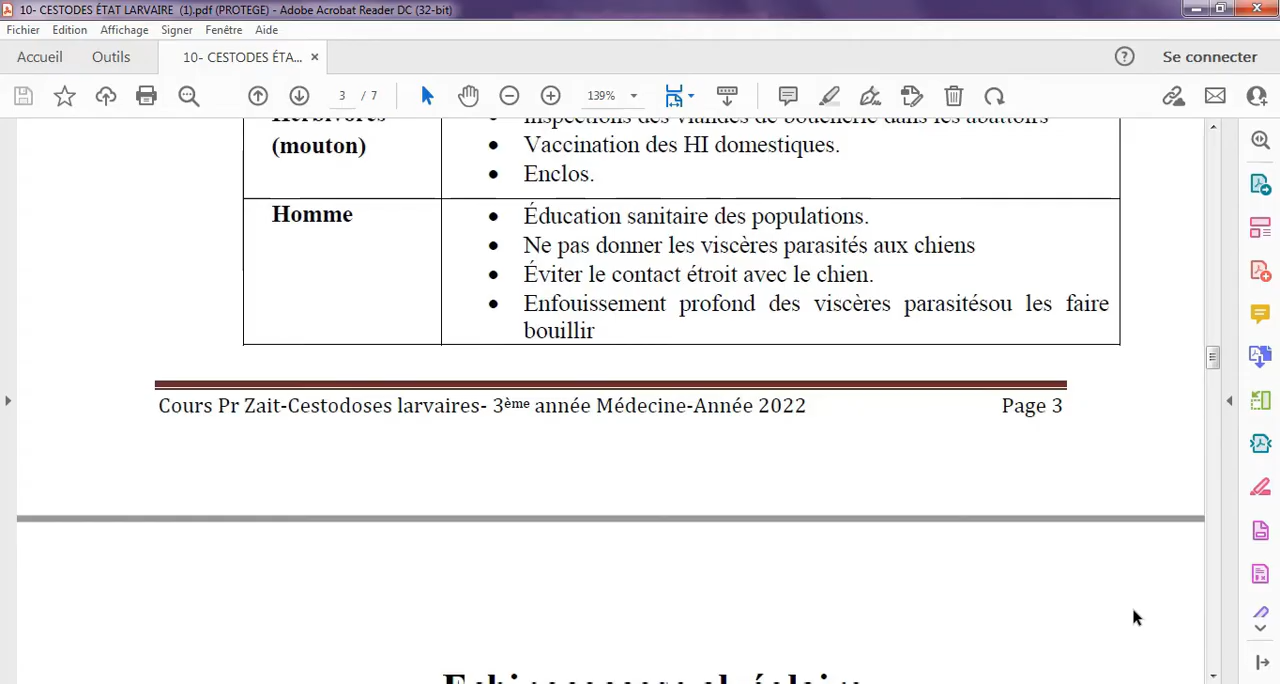 10- CESTODES ÉTAT LARVAIRE (1).pdf (PROTEGE) - Adobe Acrobat Reader DC (32-bit)
Fichier Edition Affichage Signer Fenêtre Aide
Accueil Outils 10- CESTODES ÉTA... × Se connecter
3 / 7 139%
Herbivores
(mouton)
• Inspections des viandes de boucherie dans les abattoirs
• Vaccination des HI domestiques.
• Enclos.
Homme
• Éducation sanitaire des populations.
• Ne pas donner les viscères parasités aux chiens
• Éviter le contact étroit avec le chien.
• Enfouissement profond des viscères parasitésou les faire
bouillir
Cours Pr Zait-Cestodoses larvaires- 3ème année Médecine-Année 2022 Page 3